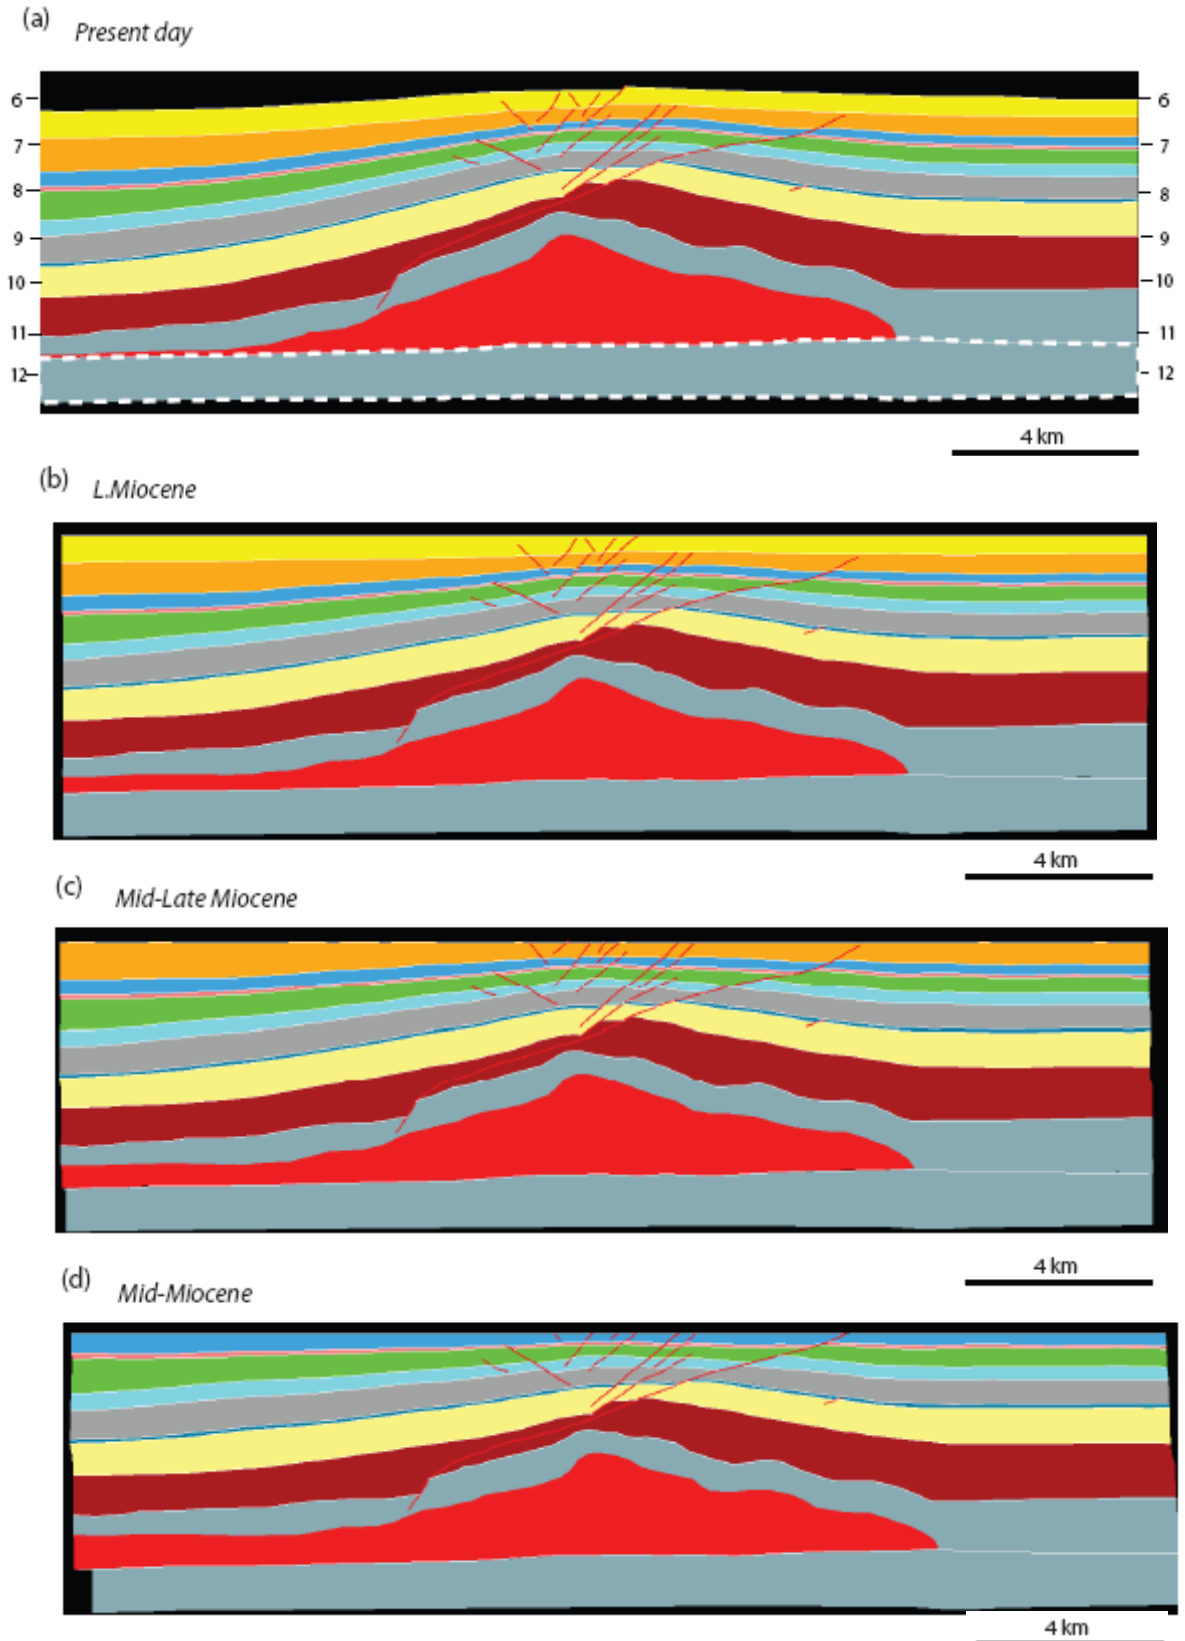 (a) Present day
6 6
7 7
8 8
9 9
10 10
11 11
12 12
4 km
(b) L.Miocene
4 km
(c) Mid-Late Miocene
4 km
(d) Mid-Miocene
4 km